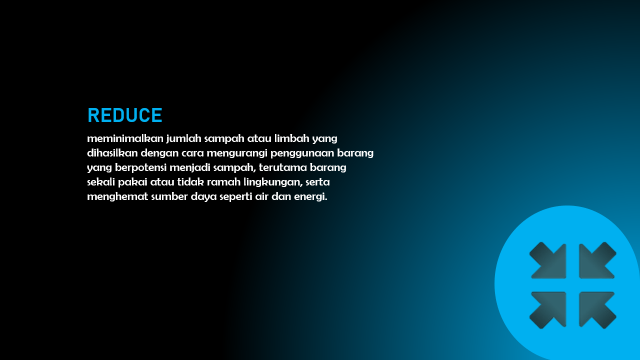 REDUCE
meminimalkan jumlah sampah atau limbah yang
dihasilkan dengan cara mengurangi penggunaan barang
yang berpotensi menjadi sampah, terutama barang
sekali pakai atau tidak ramah lingkungan, serta
menghemat sumber daya seperti air dan energi.